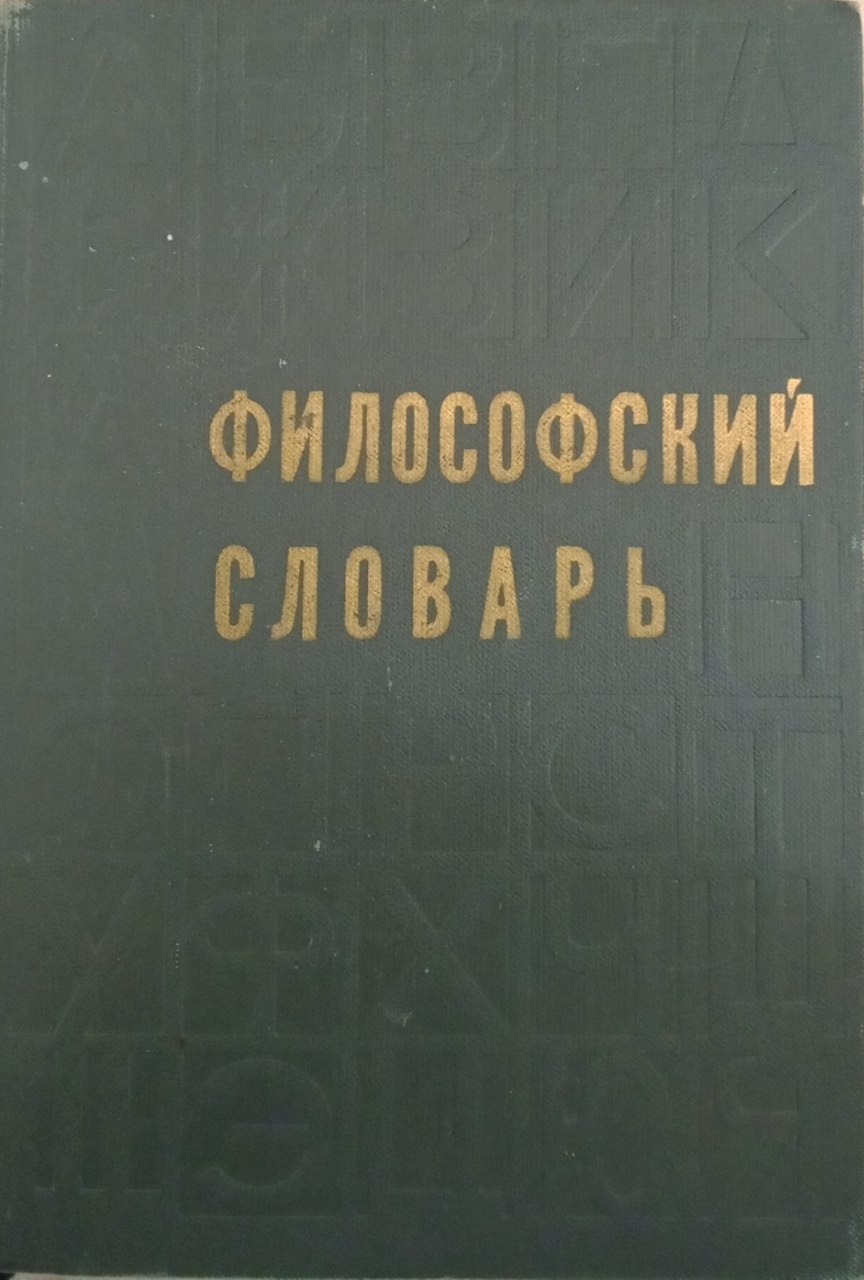 А Б В Г Д
Е Ж З И К
ФИЛОСОФСКИЙ
СЛОВАРЬ
Н
О П Р С Т
У Ф Х Ч
Э Ю Я